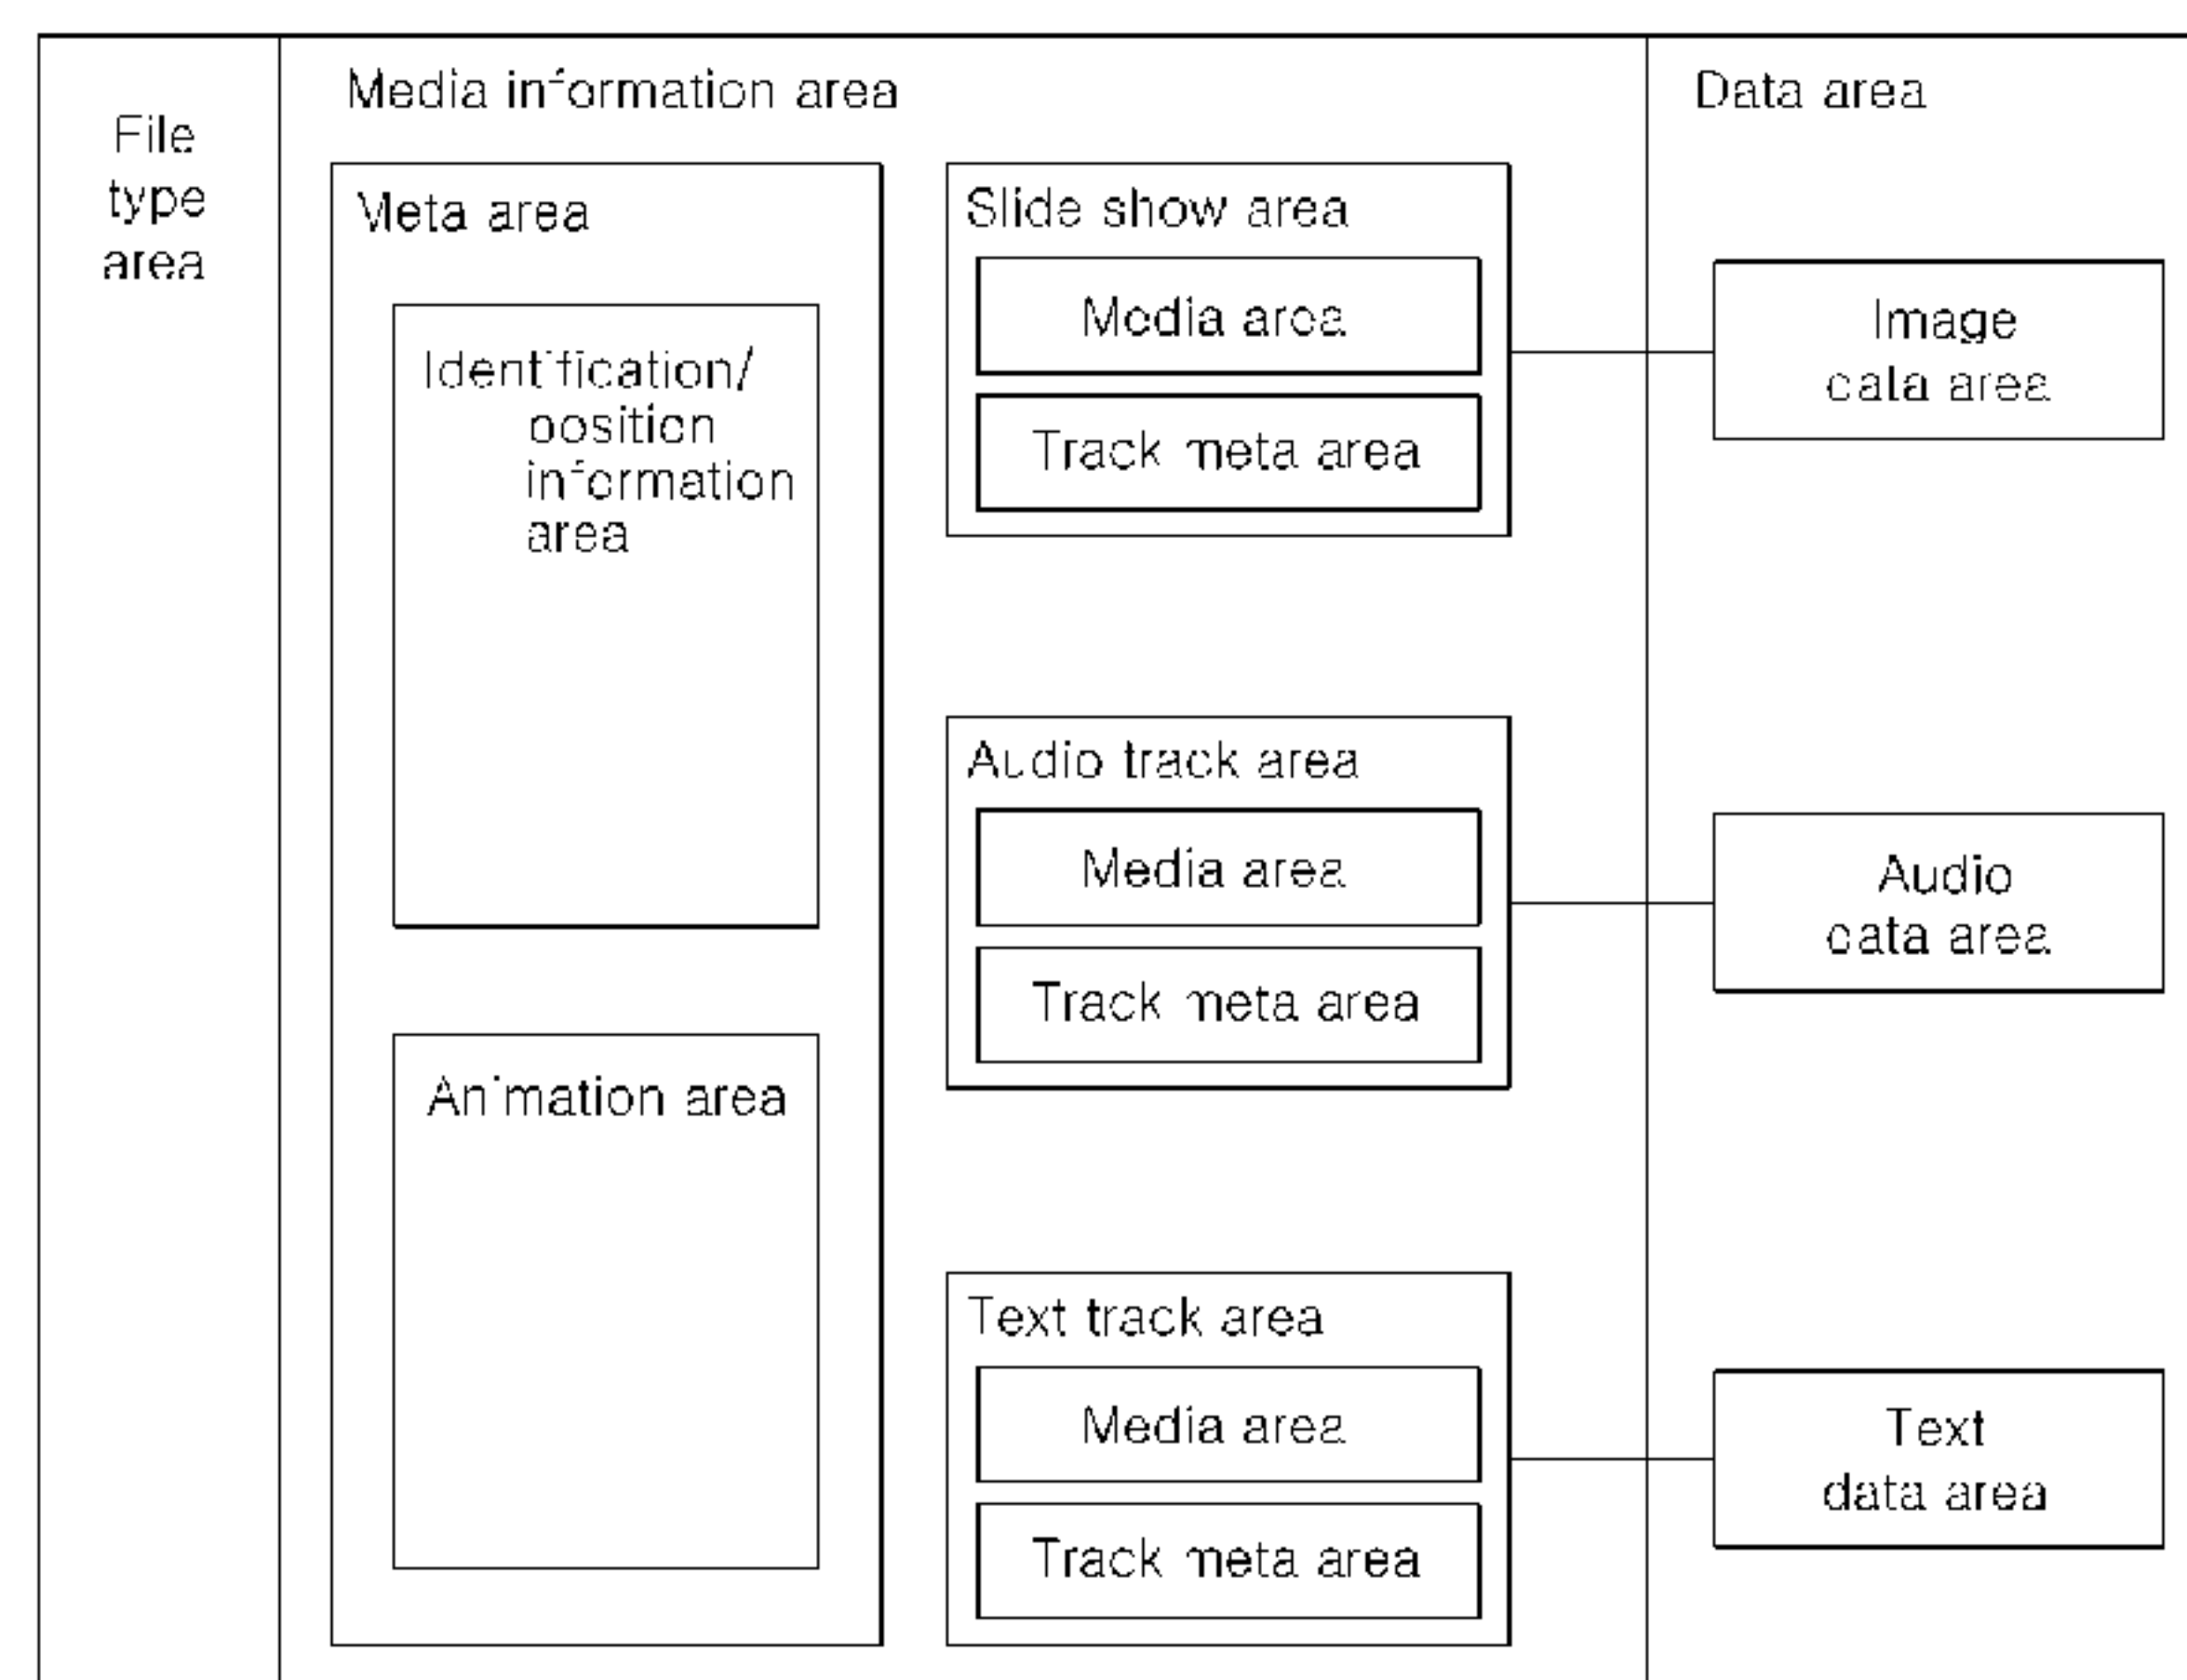 File
type
area
Media information area
Meta area
Identification/
position
information
area
Animation area
Slide show area
Media area
Track meta area
Audio track area
Media area
Track meta area
Text track area
Media area
Track meta area
Data area
Image
data area
Audio
data area
Text
data area